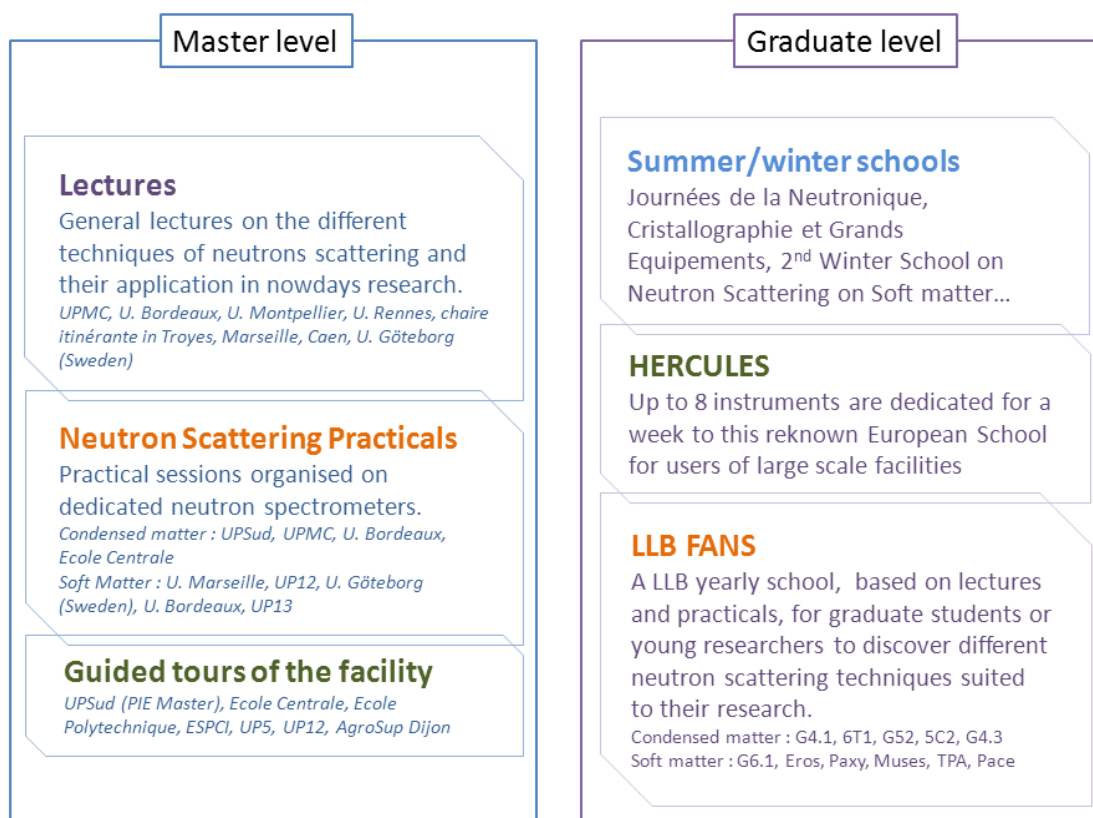 Master level
Lectures
General lectures on the different
techniques of neutrons scattering and
their application in nowdays research.
UPMC, U. Bordeaux, U. Montpellier, U. Rennes, chaire
itinérante in Troyes, Marseille, Caen, U. Göteborg
(Sweden)
Neutron Scattering Practicals
Practical sessions organised on
dedicated neutron spectrometers.
Condensed matter : UPSud, UPMC, U. Bordeaux,
Ecole Centrale
Soft Matter : U. Marseille, UP12, U. Göteborg
(Sweden), U. Bordeaux, UP13
Guided tours of the facility
UPSud (PIE Master), Ecole Centrale, Ecole
Polytechnique, ESPCI, UP5, UP12, AgroSup Dijon
Graduate level
Summer/winter schools
Journées de la Neutronique,
Cristallographie et Grands
Equipements, 2nd Winter School on
Neutron Scattering on Soft matter...
HERCULES
Up to 8 instruments are dedicated for a
week to this reknown European School
for users of large scale facilities
LLB FANS
A LLB yearly school, based on lectures
and practicals, for graduate students or
young researchers to discover different
neutron scattering techniques suited
to their research.
Condensed matter : G4.1, 6T1, G52, 5C2, G4.3
Soft matter : G6.1, Eros, Paxy, Muses, TPA, Pace